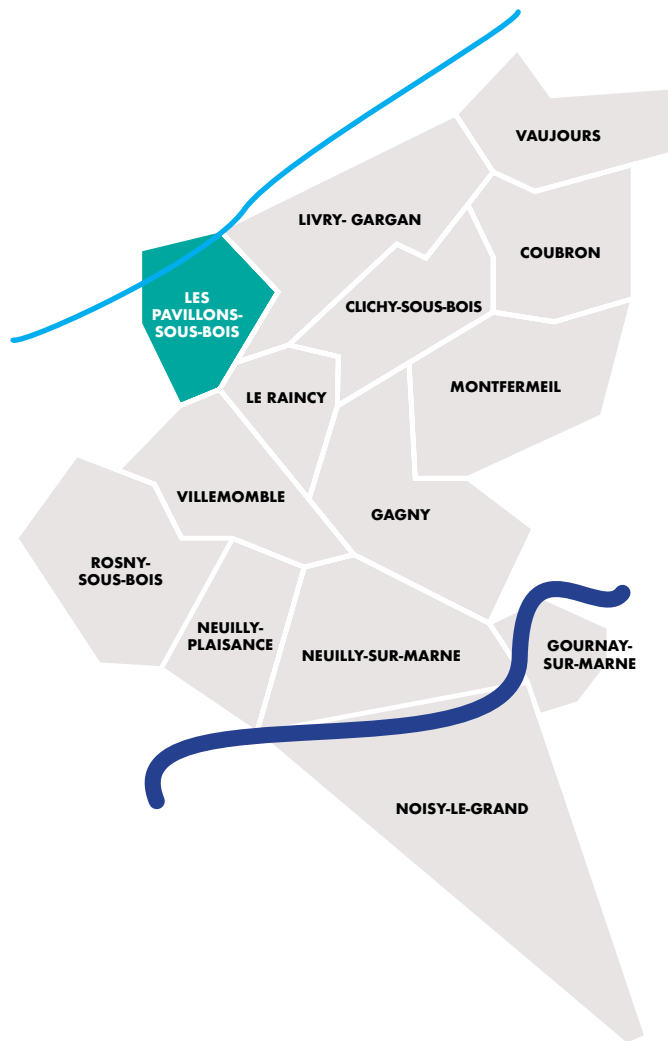 VAUJOURS
LIVRY- GARGAN
COUBRON
LES
PAVILLONS-
SOUS-BOIS
CLICHY-SOUS-BOIS
LE RAINCY
MONTFERMEIL
VILLEMOMBLE
GAGNY
ROSNY-
SOUS-BOIS
NEUILLY-
PLAISANCE
NEUILLY-SUR-MARNE
GOURNAY-
SUR-MARNE
NOISY-LE-GRAND